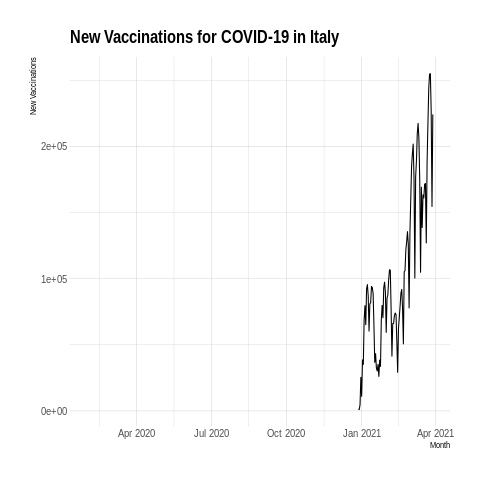 New Vaccinations for COVID-19 in Italy
New Vaccinations
2e+05
1e+05
0e+00
Apr 2020 Jul 2020 Oct 2020 Jan 2021 Apr 2021
Month